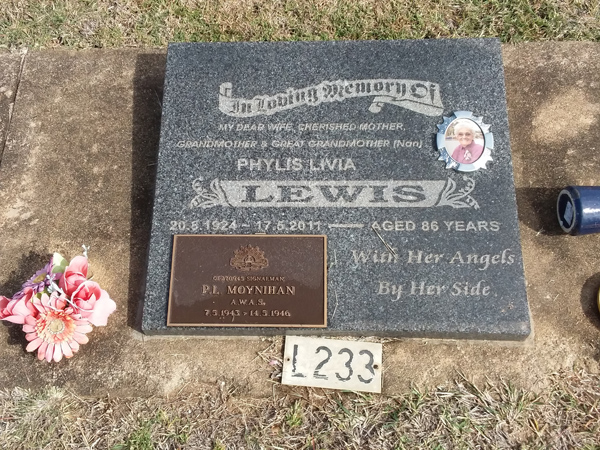 In Loving Memory Of
MY DEAR WIFE, CHERISHED MOTHER,
GRANDMOTHER & GREAT GRANDMOTHER (Nan)
PHYLIS LIVIA
LEWIS
20.8.1924 — 17.6.2011 — AGED 86 YEARS
SIGNALMAN
P.L. MOYNIHAN
A.W.A.S.
7.5.1943 - 14.5.1946
With Her Angels
By Her Side
L233